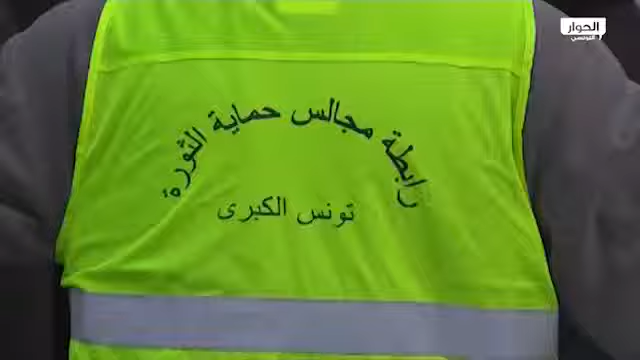 الحوار
التونسي
رابطة مجالس حماية الثورة
تونس الكبرى